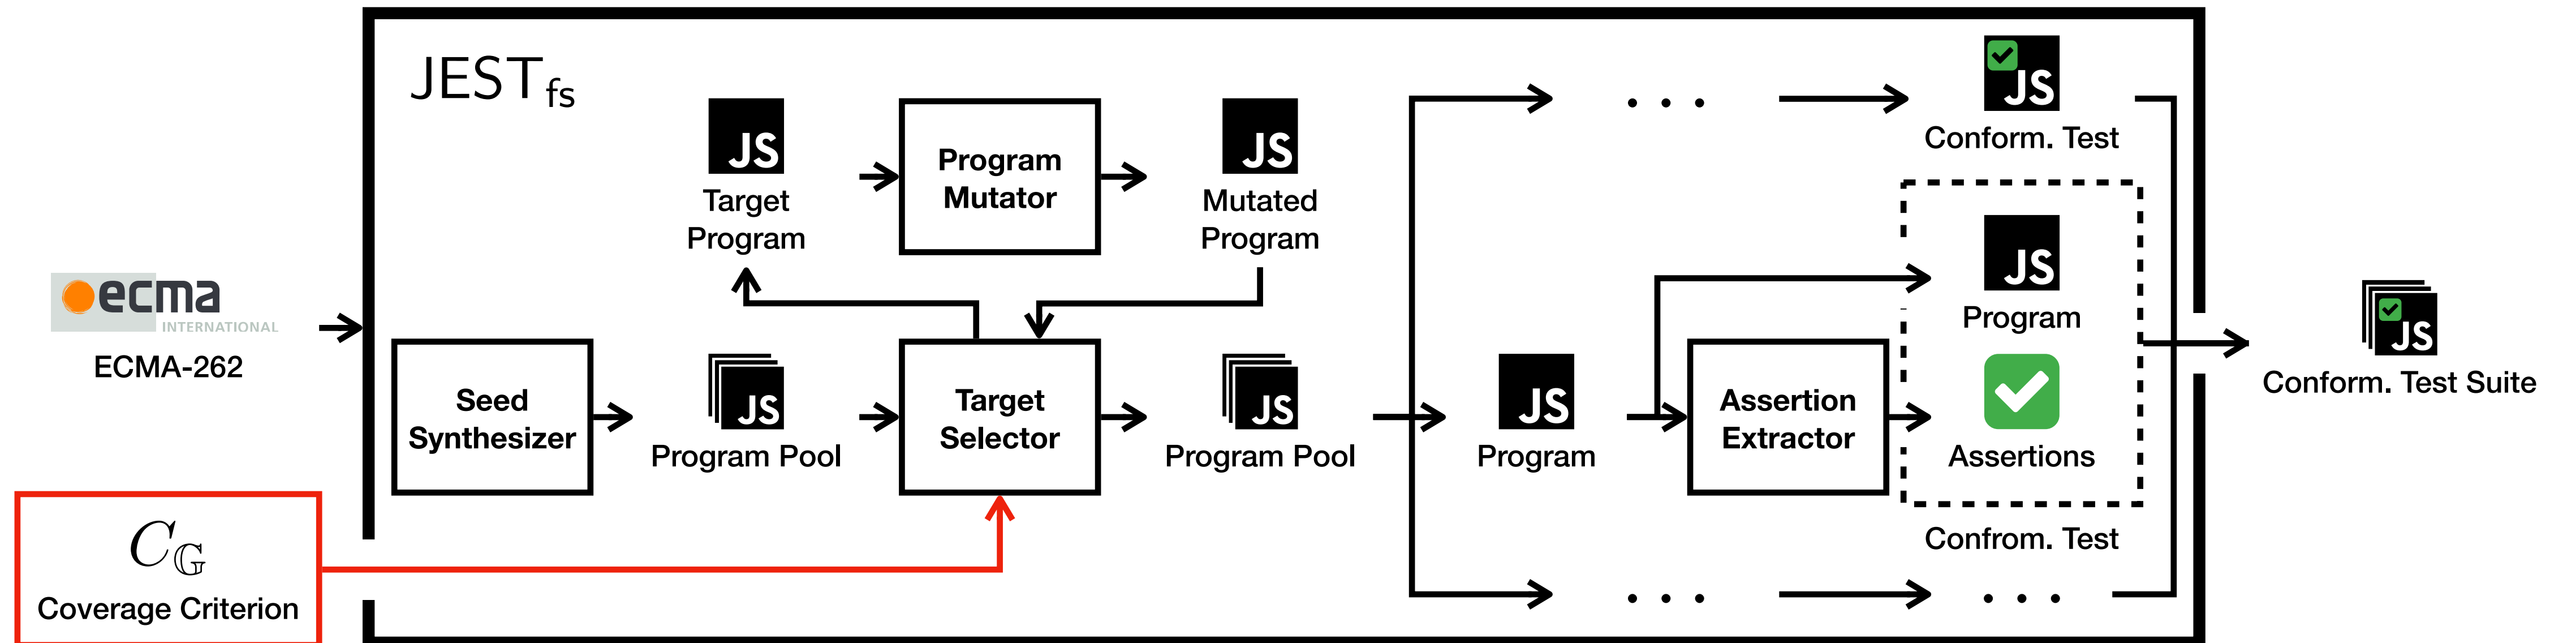 JEST_fs
ecma
INTERNATIONAL
ECMA-262
C_𝔾
Coverage Criterion
JS
Target
Program
Program
Mutator
JS
Mutated
Program
Seed
Synthesizer
JS
Program Pool
Target
Selector
JS
Program Pool
JS
Program
Assertion
Extractor
. . .
JS
Conform. Test
JS
Program
Assertions
Confrom. Test
. . .
. . .
JS
Conform. Test Suite